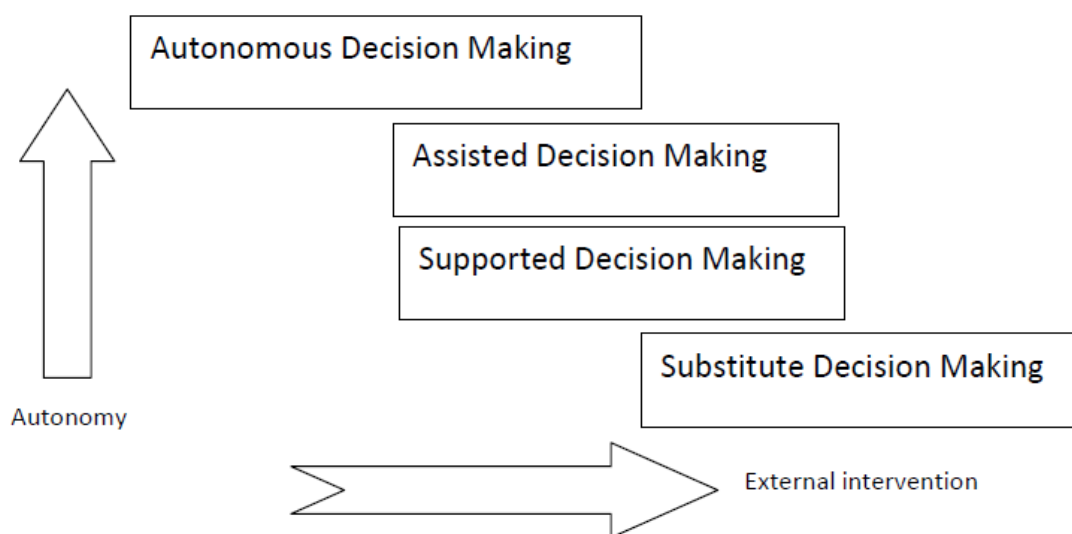 Autonomous Decision Making
Assisted Decision Making
Supported Decision Making
Substitute Decision Making
Autonomy
External intervention